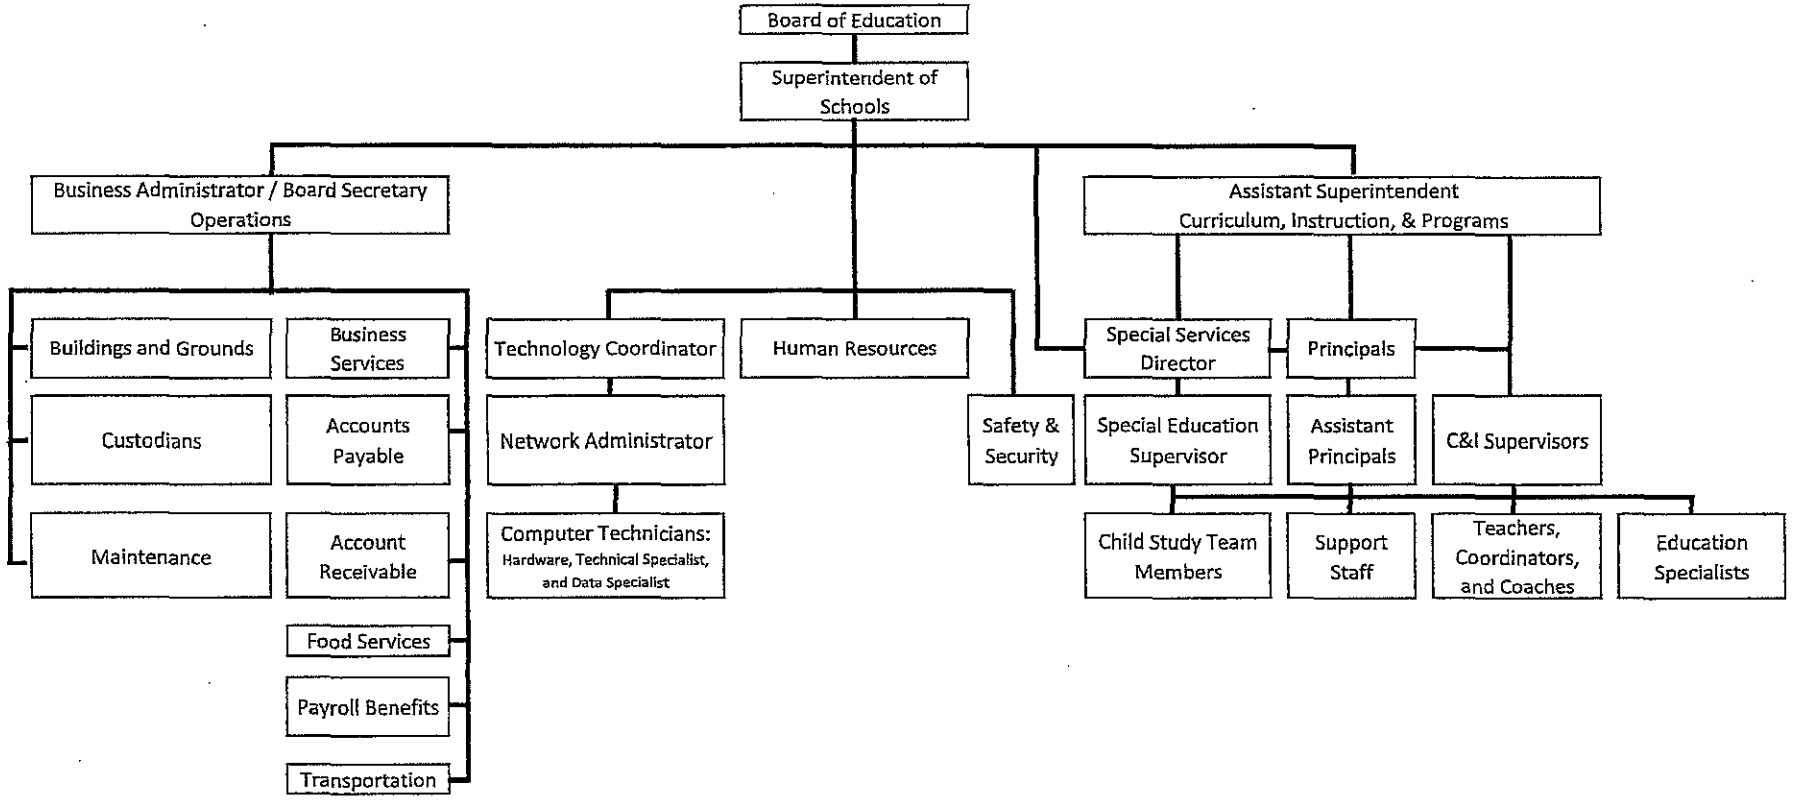 Board of Education
Superintendent of
Schools
Business Administrator / Board Secretary
Operations
Assistant Superintendent
Curriculum, Instruction, & Programs
Buildings and Grounds
Business
Services
Technology Coordinator
Human Resources
Special Services
Director
Principals
Custodians
Accounts
Payable
Network Administrator
Safety &
Security
Special Education
Supervisor
Assistant
Principals
C&I Supervisors
Maintenance
Account
Receivable
Computer Technicians:
Hardware, Technical Specialist,
and Data Specialist
Child Study Team
Members
Support
Staff
Teachers,
Coordinators,
and Coaches
Education
Specialists
Food Services
Payroll Benefits
Transportation